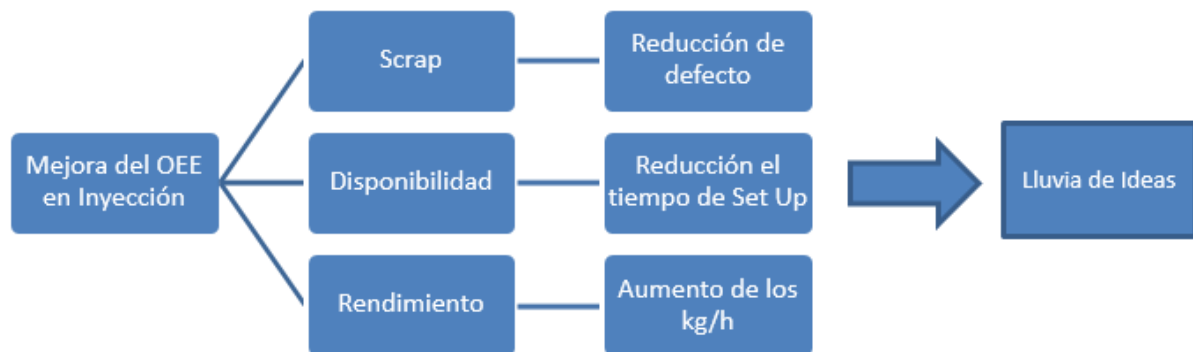 Scrap
Reducción de
defecto
Mejora del OEE
en Inyección
Disponibilidad
Reducción el
tiempo de Set Up
Lluvia de Ideas
Rendimiento
Aumento de los
kg/h